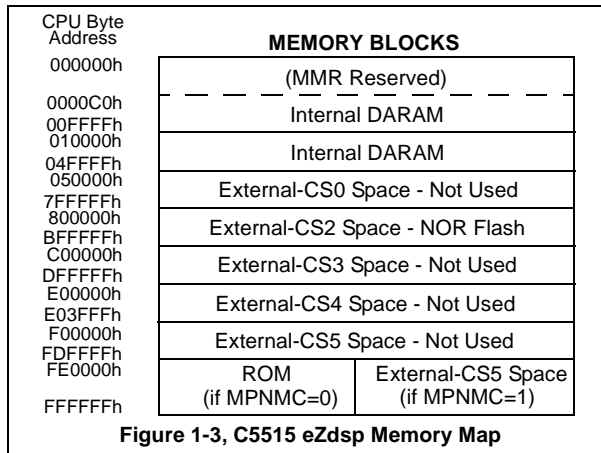 CPU Byte
Address
MEMORY BLOCKS
000000h
(MMR Reserved)
0000C0h
Internal DARAM
00FFFFh
010000h
Internal DARAM
04FFFFh
050000h
External-CS0 Space - Not Used
7FFFFFh
800000h
External-CS2 Space - NOR Flash
BFFFFFh
C00000h
External-CS3 Space - Not Used
DFFFFFh
E00000h
External-CS4 Space - Not Used
E03FFFh
F00000h
External-CS5 Space - Not Used
FDFFFFh
FE0000h
ROM
(if MPNMC=0)
External-CS5 Space
(if MPNMC=1)
FFFFFFh
Figure 1-3, C5515 eZdsp Memory Map